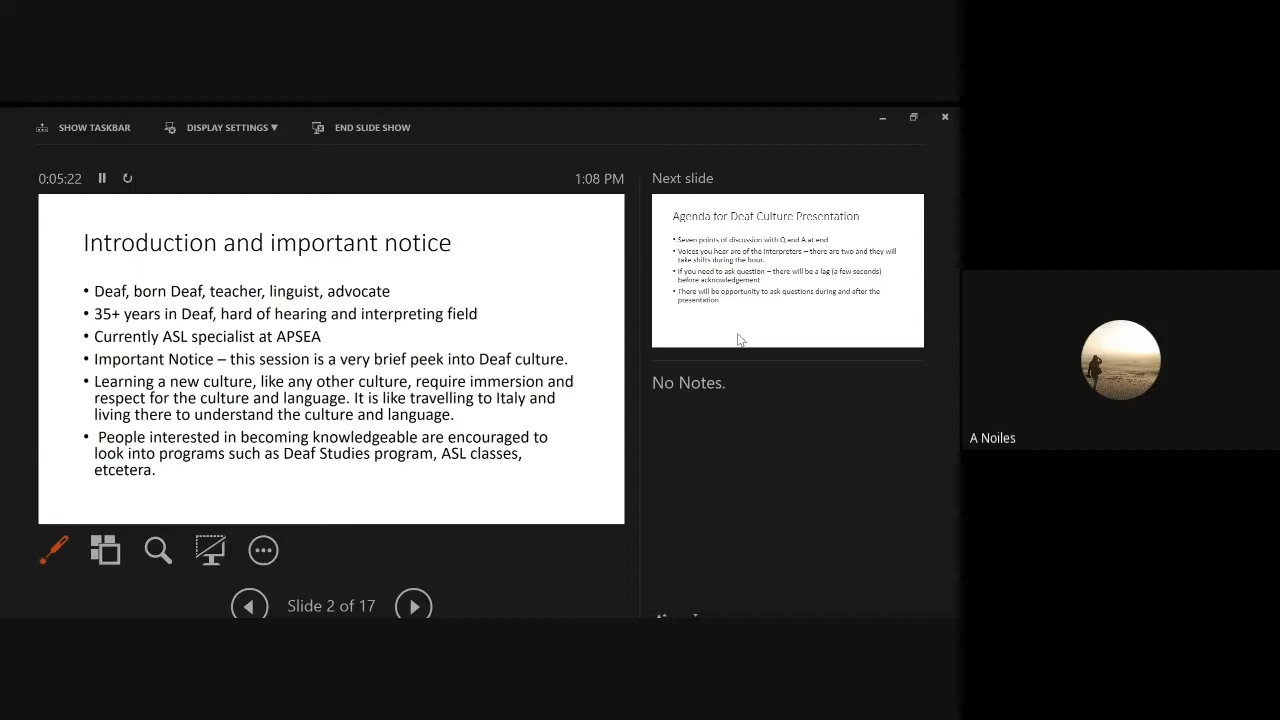 SHOW TASKBAR
DISPLAY SETTINGS ▼
END SLIDE SHOW
0:05:22
1:08 PM
Introduction and important notice
• Deaf, born Deaf, teacher, linguist, advocate
• 35+ years in Deaf, hard of hearing and interpreting field
• Currently ASL specialist at APSEA
• Important Notice – this session is a very brief peek into Deaf culture.
• Learning a new culture, like any other culture, require immersion and
respect for the culture and language. It is like travelling to Italy and
living there to understand the culture and language.
• People interested in becoming knowledgeable are encouraged to
look into programs such as Deaf Studies program, ASL classes,
etcetera.
Slide 2 of 17
Next slide
Agenda for Deaf Culture Presentation
• Seven points of discussion with Q and A at end
• Voices you hear are of the interpreters – there are two and they will
take shifts during the hour.
• If you need to ask question – there will be a lag (a few seconds)
before acknowledgement
• There will be opportunity to ask questions during and after the
presentation
No Notes.
A Noiles